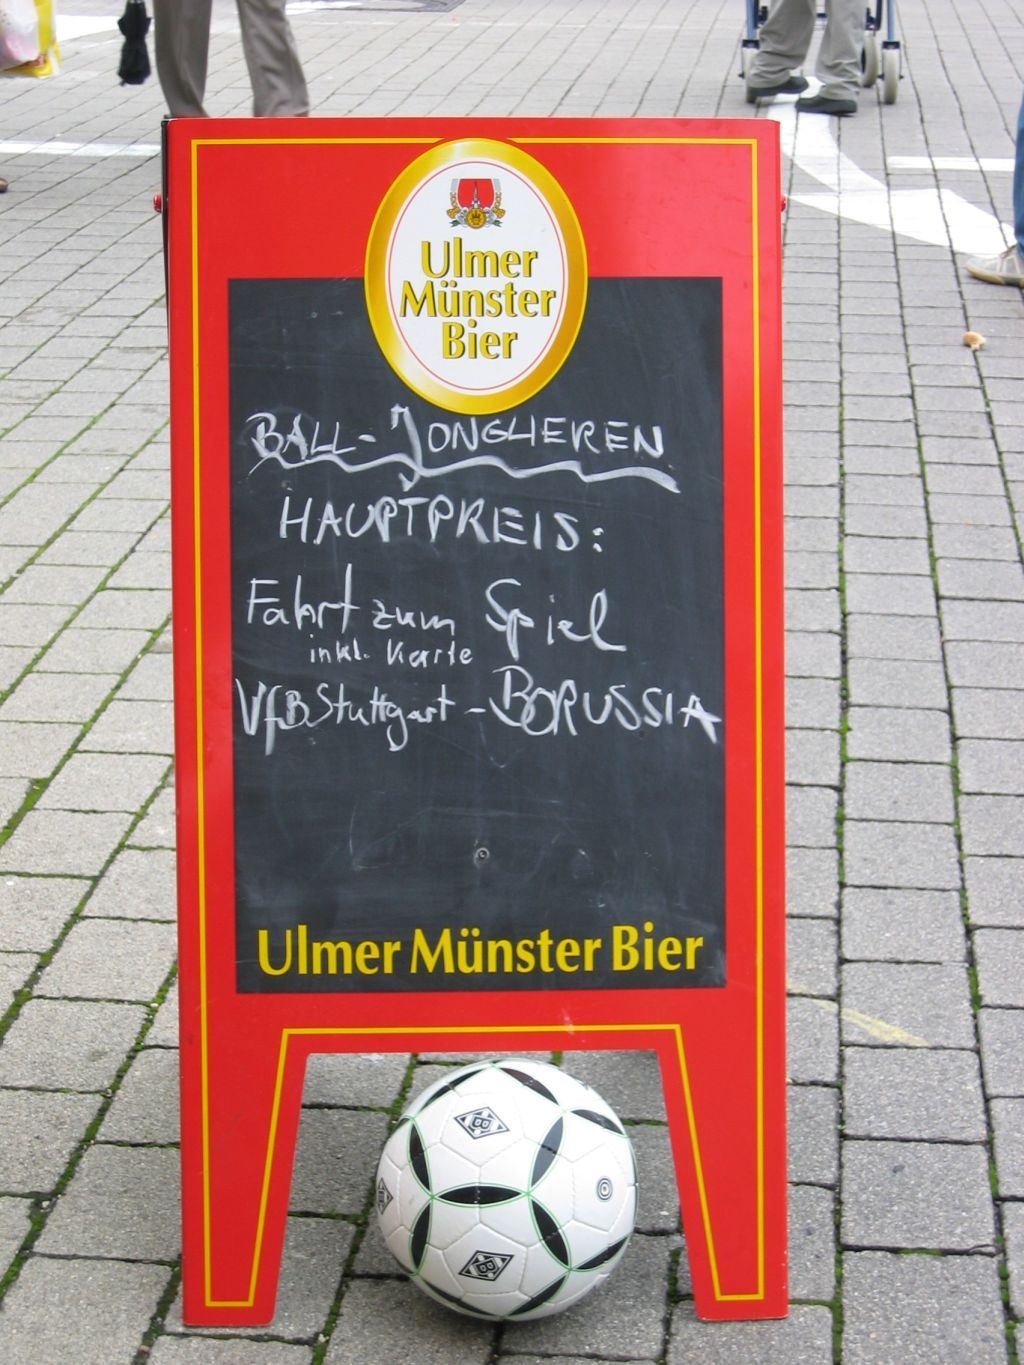 Ulmer
Münster
Bier
BALL-JONGLIEREN
HAUPTPREIS:
Fahrt zum Spiel
inkl. Karte
VfB Stuttgart - BORUSSIA
Ulmer Münster Bier
B
B